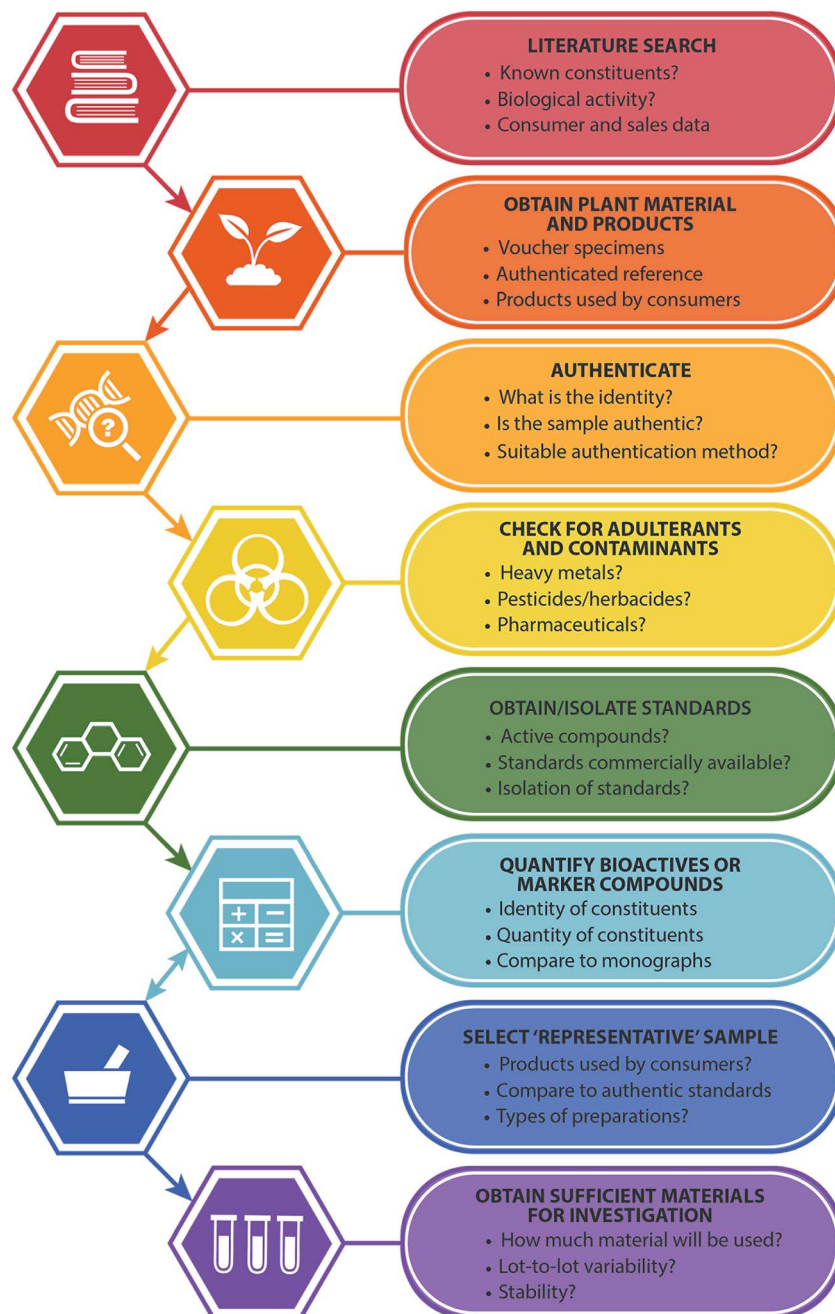 LITERATURE SEARCH
• Known constituents?
• Biological activity?
• Consumer and sales data
OBTAIN PLANT MATERIAL
AND PRODUCTS
• Voucher specimens
• Authenticated reference
• Products used by consumers
AUTHENTICATE
• What is the identity?
• Is the sample authentic?
• Suitable authentication method?
?
CHECK FOR ADULTERANTS
AND CONTAMINANTS
• Heavy metals?
• Pesticides/herbacides?
• Pharmaceuticals?
OBTAIN/ISOLATE STANDARDS
• Active compounds?
• Standards commercially available?
• Isolation of standards?
QUANTIFY BIOACTIVES OR
MARKER COMPOUNDS
• Identity of constituents
• Quantity of constituents
• Compare to monographs
+ −
× =
SELECT ‘REPRESENTATIVE’ SAMPLE
• Products used by consumers?
• Compare to authentic standards
• Types of preparations?
OBTAIN SUFFICIENT MATERIALS
FOR INVESTIGATION
• How much material will be used?
• Lot-to-lot variability?
• Stability?